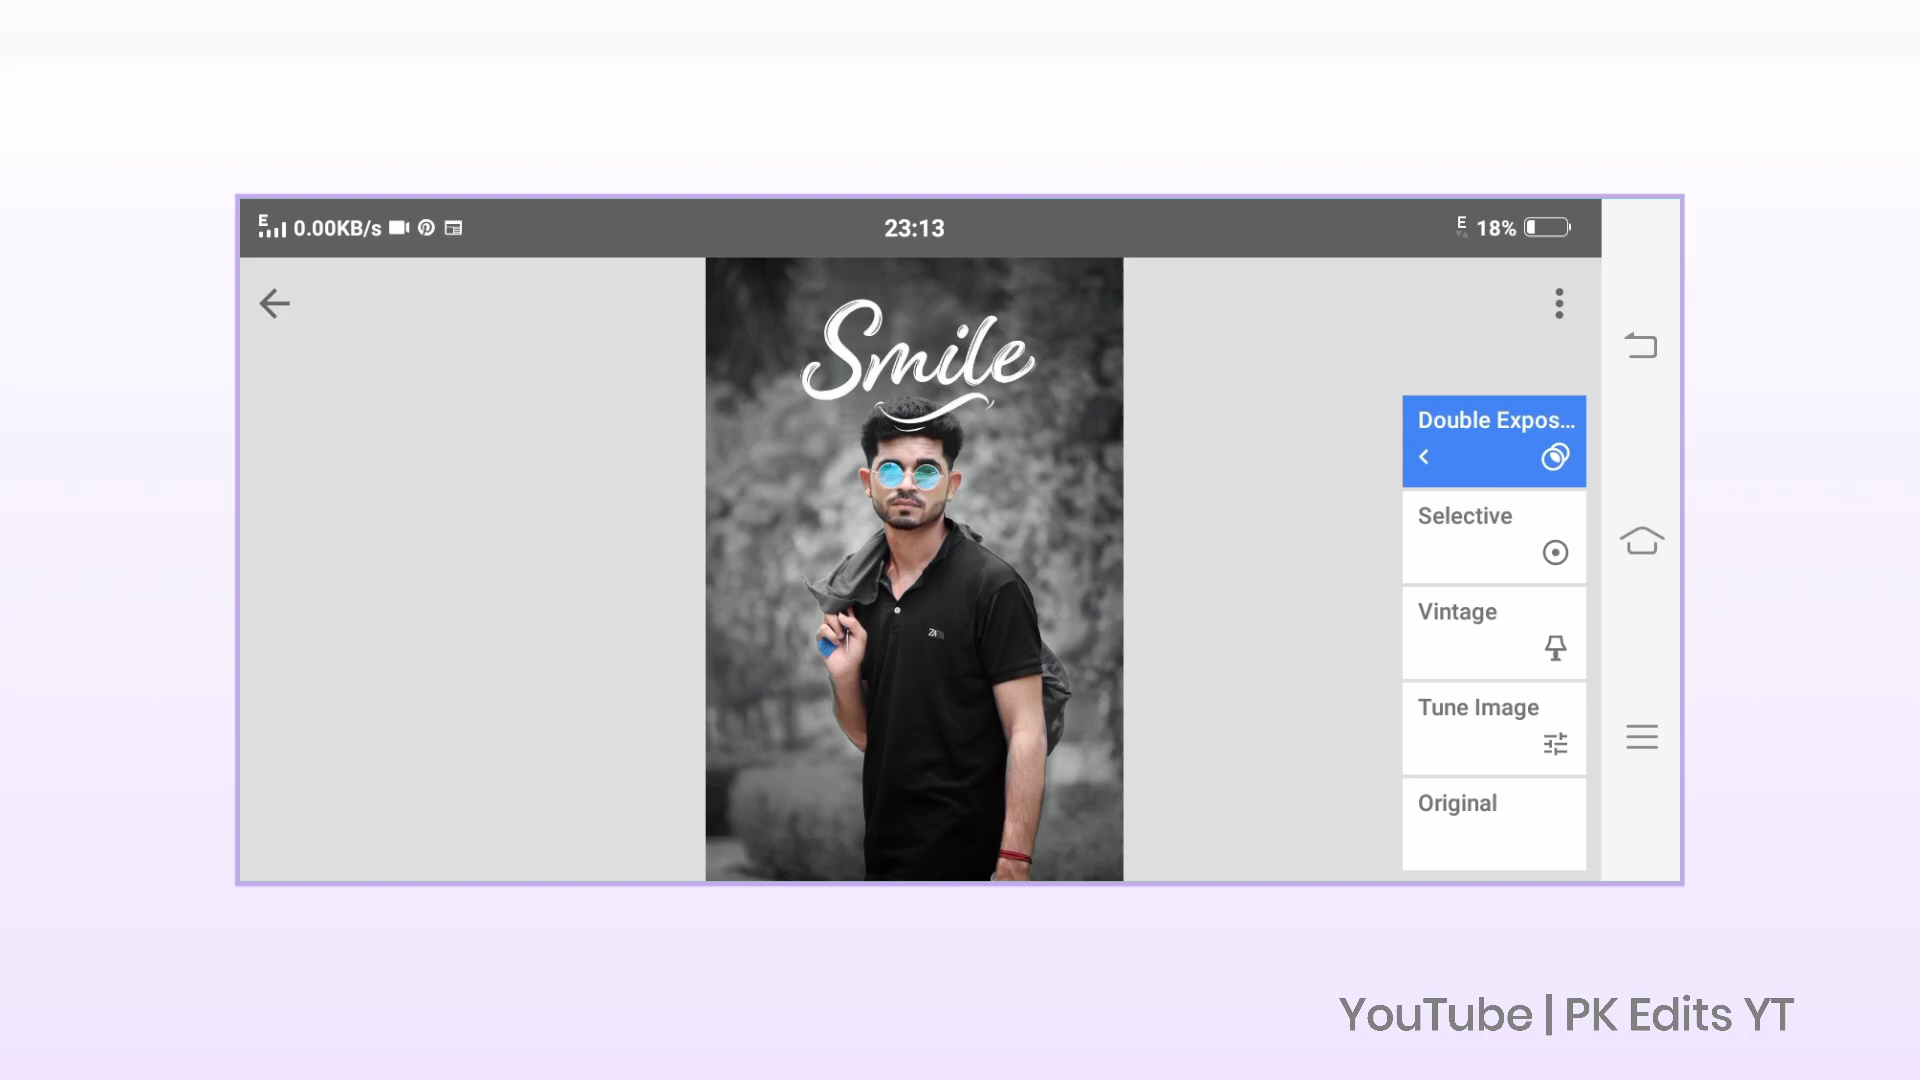 E 0.00KB/s
23:13
E 18%
Smile
Double Expos...
Selective
Vintage
Tune Image
Original
YouTube | PK Edits YT